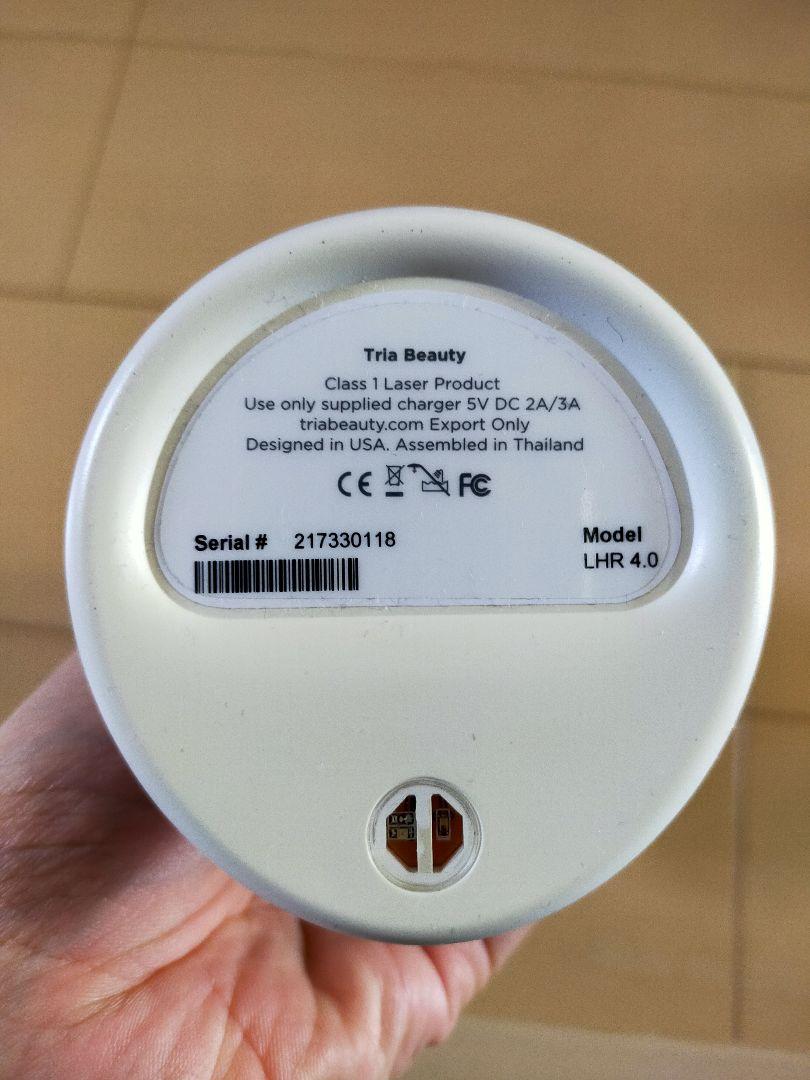 Tria Beauty
Class 1 Laser Product
Use only supplied charger 5V DC 2A/3A
triabeauty.com Export Only
Designed in USA. Assembled in Thailand
CE FC
Serial # 217330118
Model
LHR 4.0